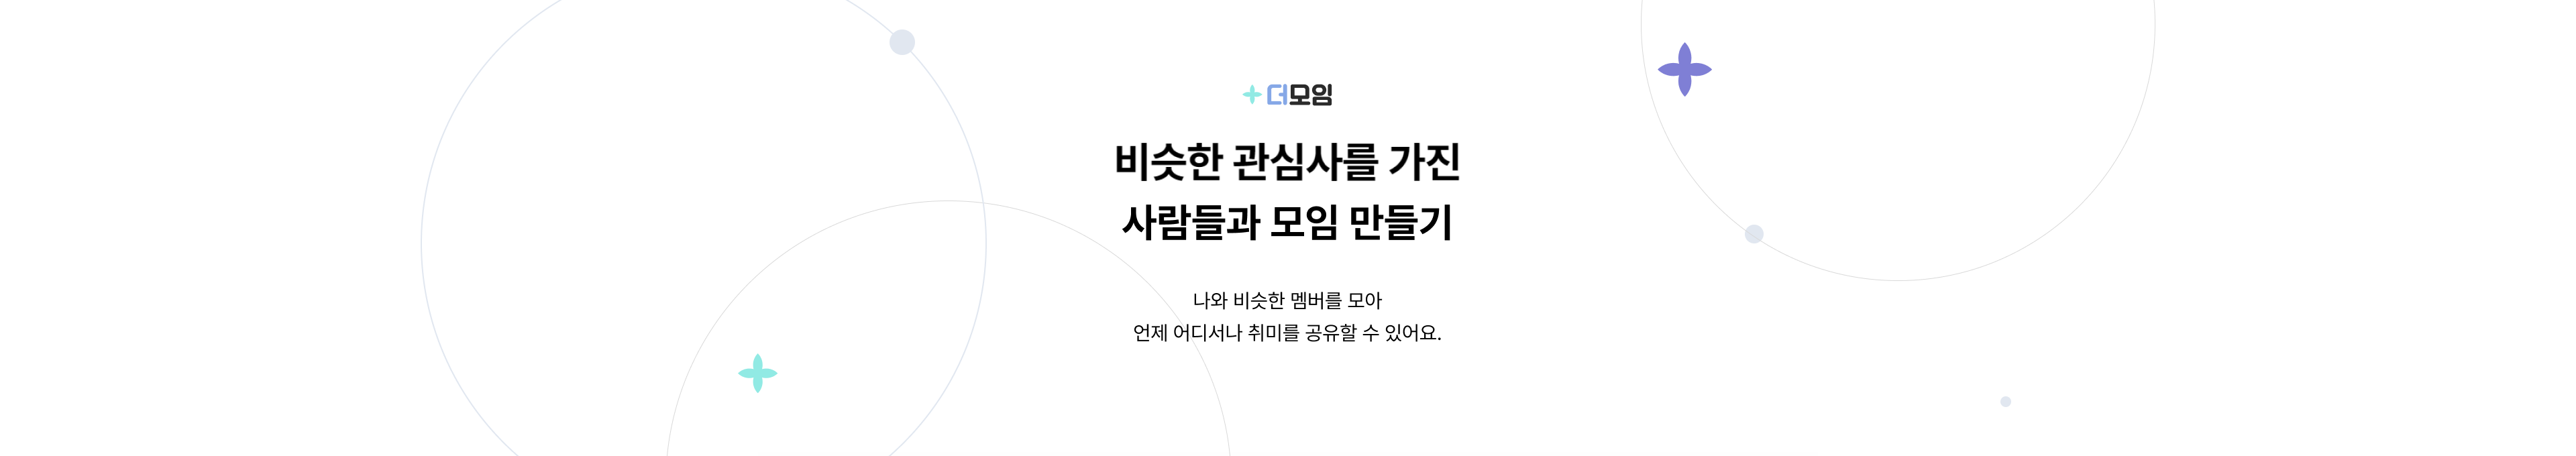 더모임
비슷한 관심사를 가진
사람들과 모임 만들기
나와 비슷한 멤버를 모아
언제 어디서나 취미를 공유할 수 있어요.